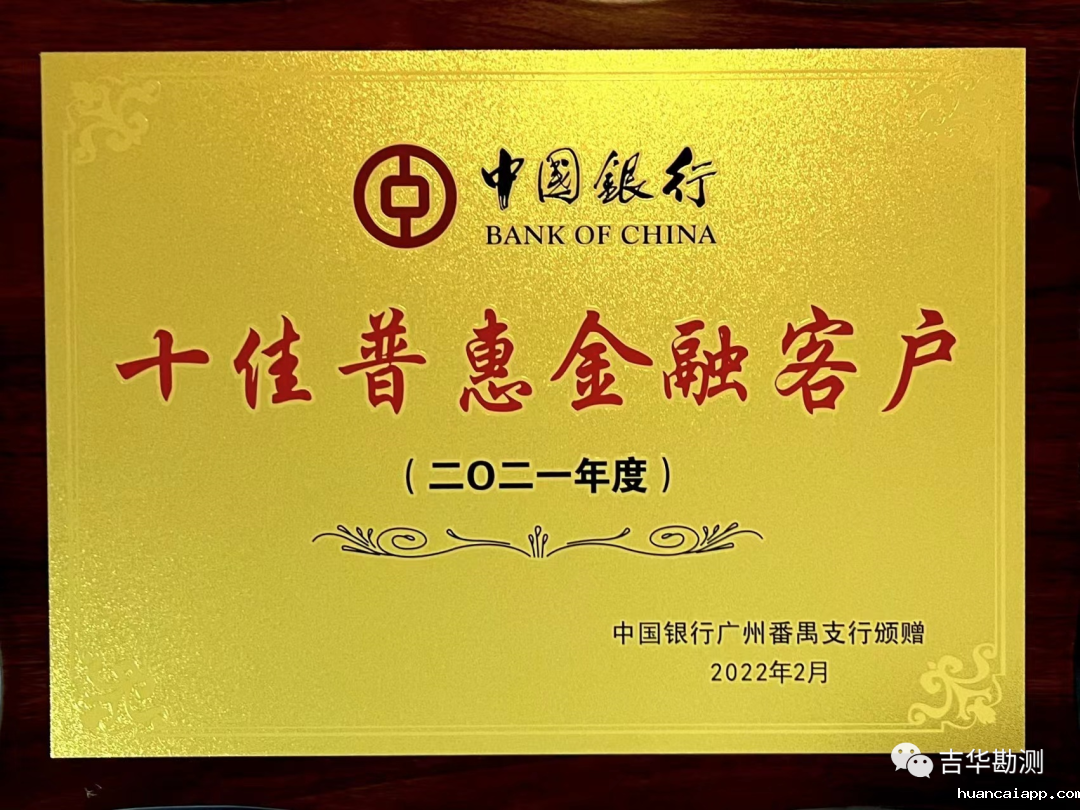 中国銀行
BANK OF CHINA
十佳普惠金融客户
（二O二一年度）
中国银行广州番禺支行颁赠
2022年2月
吉华勘测
huancaiapp.com